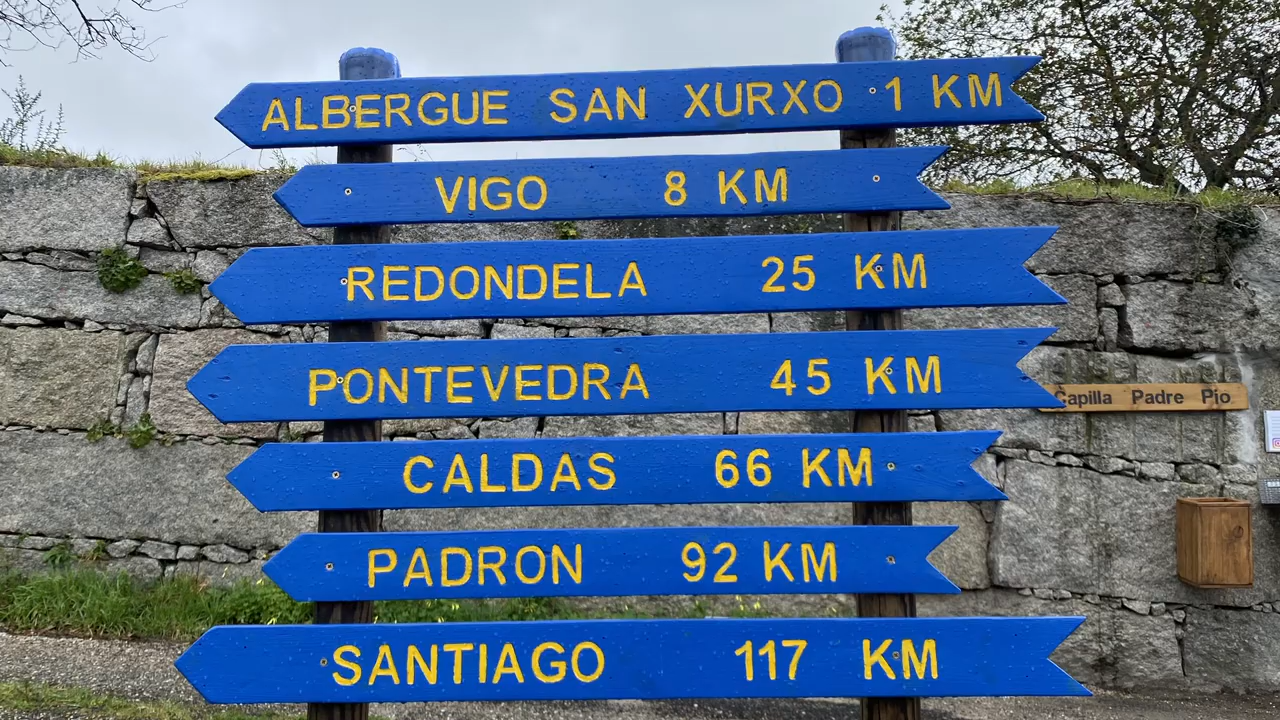 ALBERGUE SAN XURXO 1 KM
VIGO 8 KM
REDONDELA 25 KM
PONTEVEDRA 45 KM
Capilla Padre Pio
CALDAS 66 KM
PADRON 92 KM
SANTIAGO 117 KM